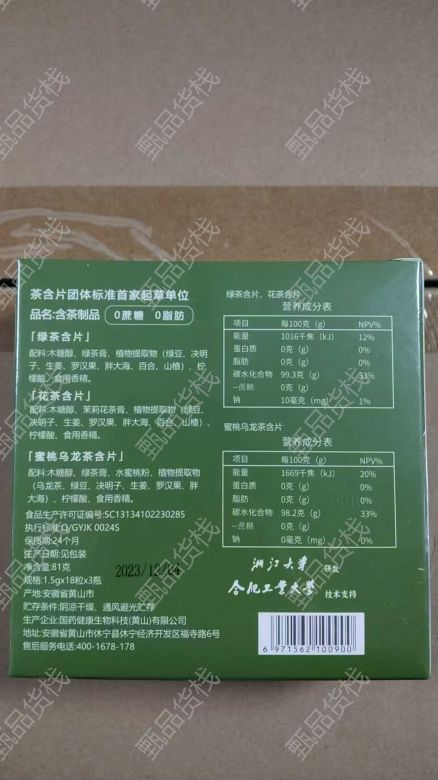 茶含片团体标准首家起草单位
品名:含茶制品 0蔗糖 0脂肪
「绿茶含片」
配料:木糖醇、绿茶膏、植物提取物（绿豆、决明
子、生姜、罗汉果、胖大海、百合、山楂）、柠
檬酸、食用香精。
「花茶含片」
配料:木糖醇、茉莉花茶膏、植物提取物（绿豆、
决明子、生姜、罗汉果、胖大海、百合、山楂）、
柠檬酸、食用香精。
「蜜桃乌龙茶含片」
配料:木糖醇、绿茶膏、水蜜桃粉、植物提取物
（乌龙茶、绿豆、决明子、生姜、罗汉果、胖大
海）、柠檬酸、食用香精。
食品生产许可证编号:SC13134102230285
执行标准:Q/GYJK 0024S
保质期:24个月
生产日期:见包装
净含量:81克
2023/12/04
规格:1.5gx18粒x3瓶
产地:安徽省黄山市
贮存条件:阴凉干燥、通风避光贮存
生产企业:国药健康生物科技(黄山)有限公司
地址:安徽省黄山市休宁县休宁经济开发区福寺路6号
售后服务电话:400-1678-178
绿茶含片、花茶含片
营养成分表
项目 每100克(g) NPV%
能量 1016千焦(kJ) 12%
蛋白质 0克(g) 0%
脂肪 0克(g) 0%
碳水化合物 99.3克(g) 33%
--蔗糖 0克(g)
钠 10毫克(mg) 1%
蜜桃乌龙茶含片
营养成分表
项目 每100克(g) NPV%
能量 1669千焦(kJ) 20%
蛋白质 0克(g) 0%
脂肪 0克(g) 0%
碳水化合物 98.2克(g) 33%
--蔗糖 0克(g)
钠 0毫克(mg) 0%
浙江大学 研发
合肥工业大学 技术支持
6 971562 100900
甄品货栈